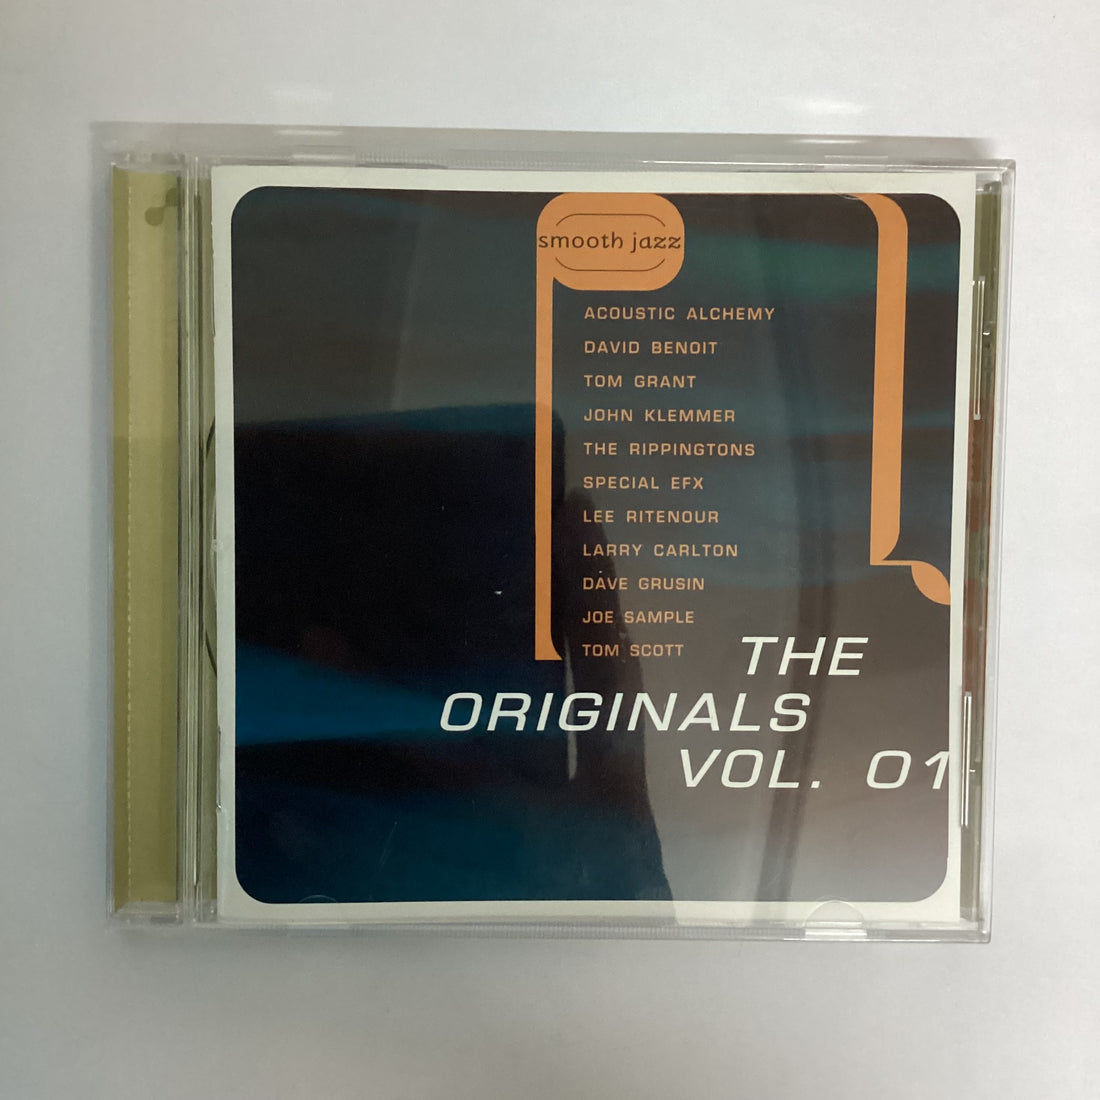 smooth jazz
ACOUSTIC ALCHEMY
DAVID BENOIT
TOM GRANT
JOHN KLEMMER
THE RIPPINGTONS
SPECIAL EFX
LEE RITENOUR
LARRY CARLTON
DAVE GRUSIN
JOE SAMPLE
TOM SCOTT
THE
ORIGINALS
VOL. 01